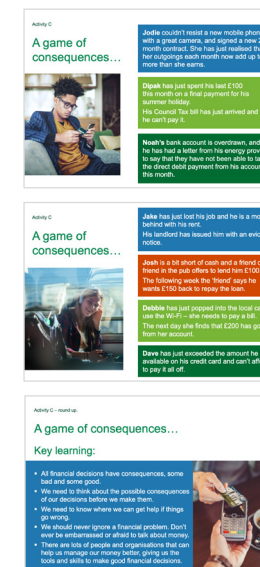 Activity C
A game of
consequences…
Jodie couldn't resist a new mobile phone
with a great camera, and signed a new 2
month contract. She has just realised th
her outgoings each month now add up t
more than she earns.
Dipak has just spent his last £100
this month on a final payment for his
summer holiday.
His Council Tax bill has just arrived and
he can't pay it.
Noah's bank account is overdrawn, and
he has had a letter from his energy prov
to say that they have not been able to ta
the direct debit payment from his accoun
this month.
Activity C
A game of
consequences…
Jake has just lost his job and he is a mo
behind with his rent.
His landlord has issued him with an evic
notice.
Josh is a bit short of cash and a friend o
friend in the pub offers to lend him £100
The following week the 'friend' says he
wants £150 back to repay the loan.
Debbie has just popped into the local ca
use the Wi-Fi – she needs to pay a bill.
The next day she finds that £200 has go
from her account.
Dave has just exceeded the amount he
available on his credit card and can't aff
to pay it all off.
Activity C – round up.
A game of consequences…
Key learning:
• All financial decisions have consequences, some
bad and some good.
• We need to think about the possible consequences
of our decisions before we make them.
• We need to know where we can get help if things
go wrong.
• We should never ignore a financial problem. Don't
ever be embarrassed or afraid to talk about money.
• There are lots of people and organisations that can
help us manage our money better, giving us the
tools and skills to make good financial decisions.